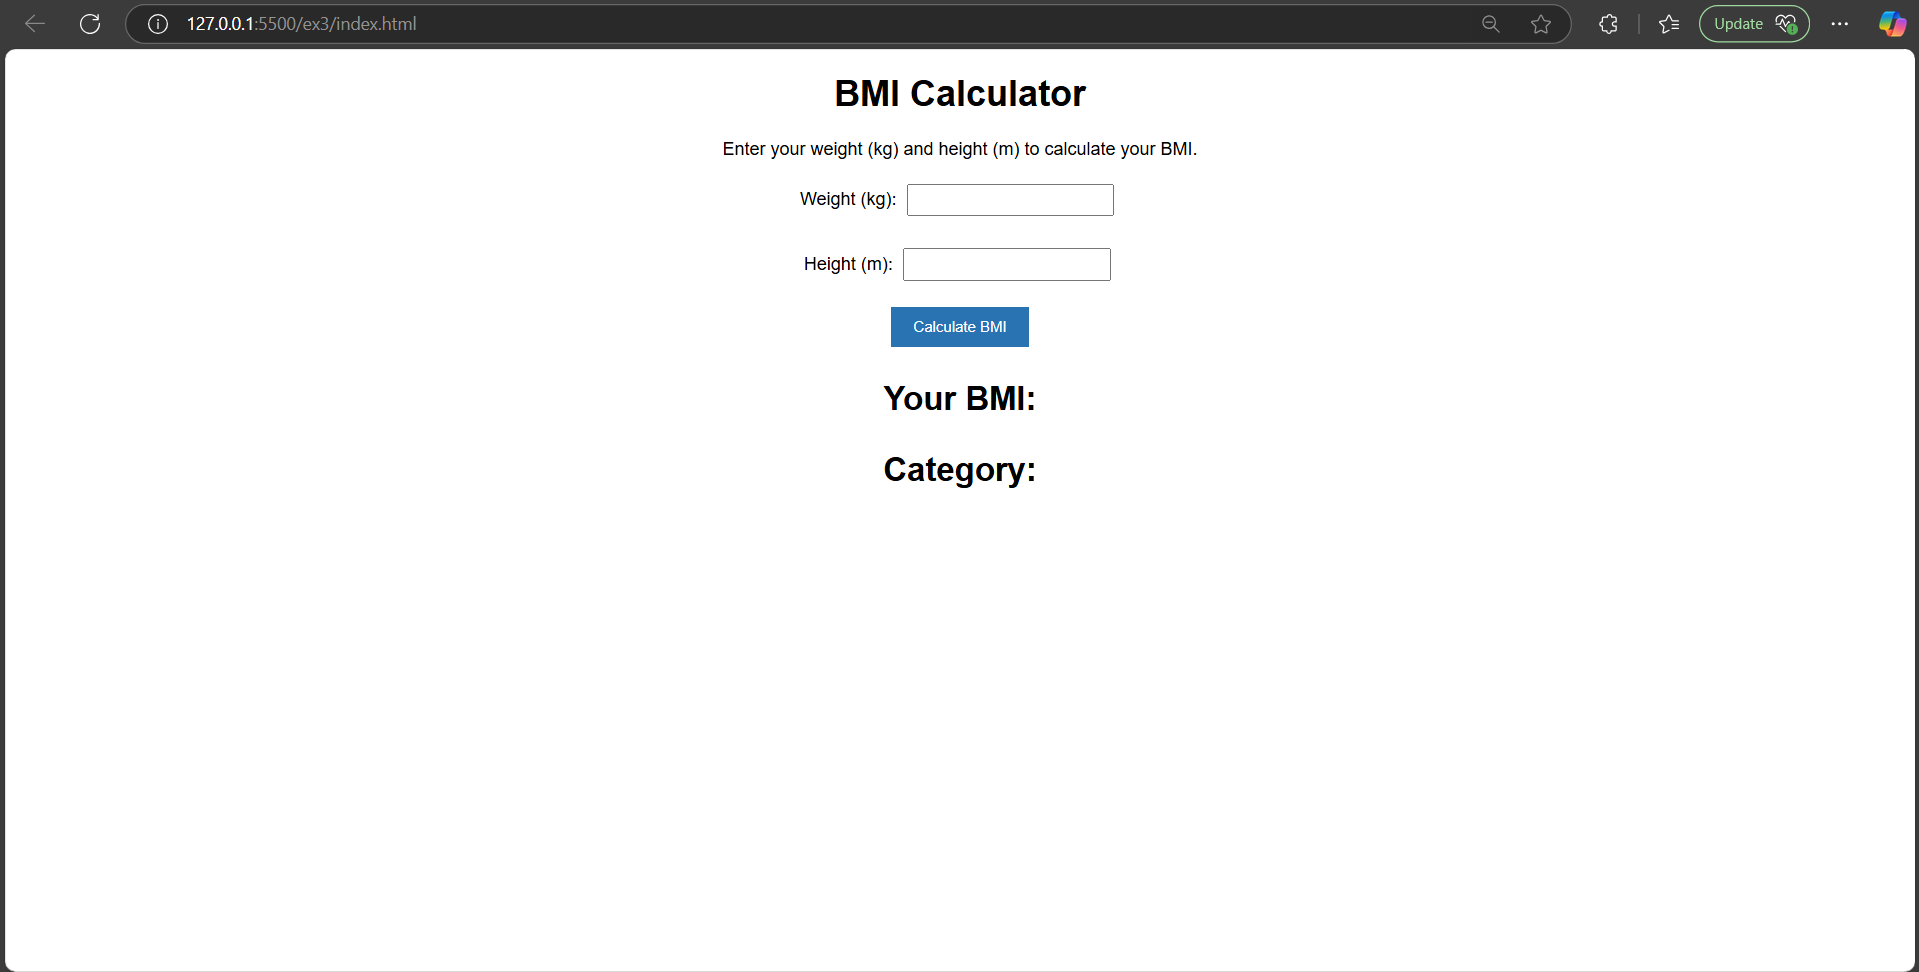 127.0.0.1:5500/ex3/index.html
Update
BMI Calculator
Enter your weight (kg) and height (m) to calculate your BMI.
Weight (kg):
Height (m):
Calculate BMI
Your BMI:
Category: